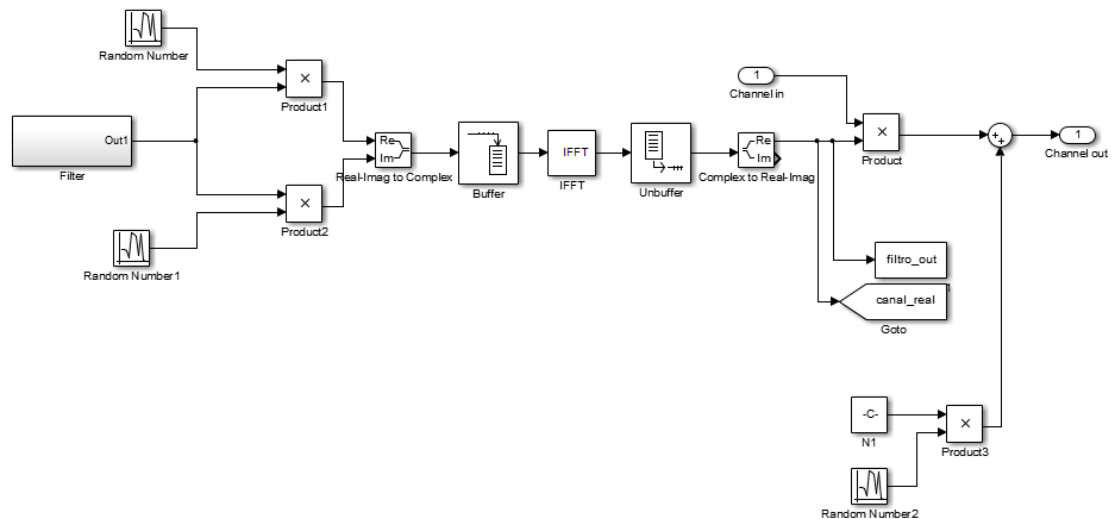 Random Number
×
Product1
Out1
Filter
×
Product2
Random Number1
Re
Im
Real-Imag to Complex
Buffer
IFFT
IFFT
Unbuffer
Re
Im
Complex to Real-Imag
1
Channel in
×
Product
+
+
1
Channel out
filtro_out
canal_real
Goto
-C-
N1
×
Product3
Random Number2